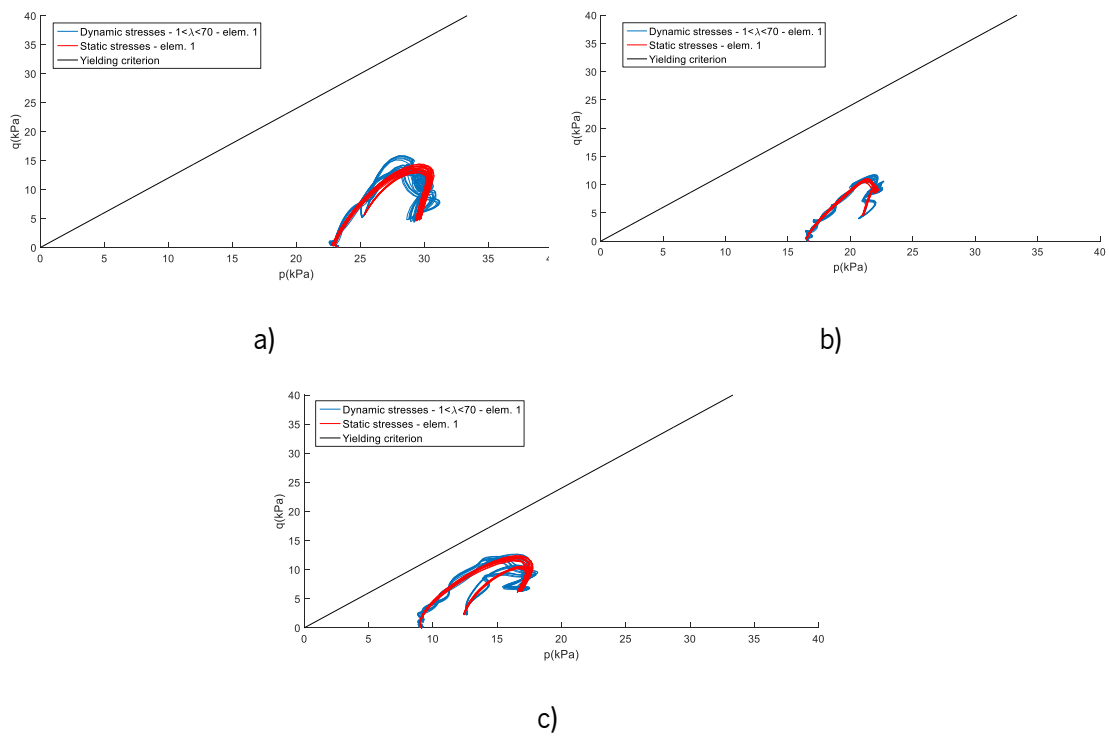 40
35
30
25
20
15
10
5
0
q(kPa)
Dynamic stresses - 1<λ<70 - elem. 1
Static stresses - elem. 1
Yielding criterion
0 5 10 15 20 25 30 35
p(kPa)
a)
40
35
30
25
20
15
10
5
0
q(kPa)
Dynamic stresses - 1<λ<70 - elem. 1
Static stresses - elem. 1
Yielding criterion
0 5 10 15 20 25 30 35 40
p(kPa)
b)
40
35
30
25
20
15
10
5
0
q(kPa)
Dynamic stresses - 1<λ<70 - elem. 1
Static stresses - elem. 1
Yielding criterion
0 5 10 15 20 25 30 35 40
p(kPa)
c)